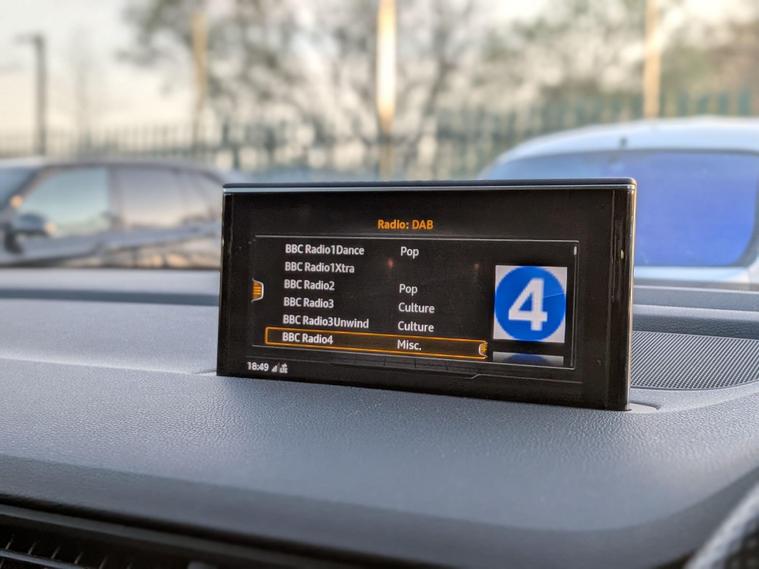 Radio: DAB
BBC Radio1Dance Pop
BBC Radio1Xtra
BBC Radio2 Pop
BBC Radio3 Culture
BBC Radio3Unwind Culture
BBC Radio4 Misc.
4
18:49